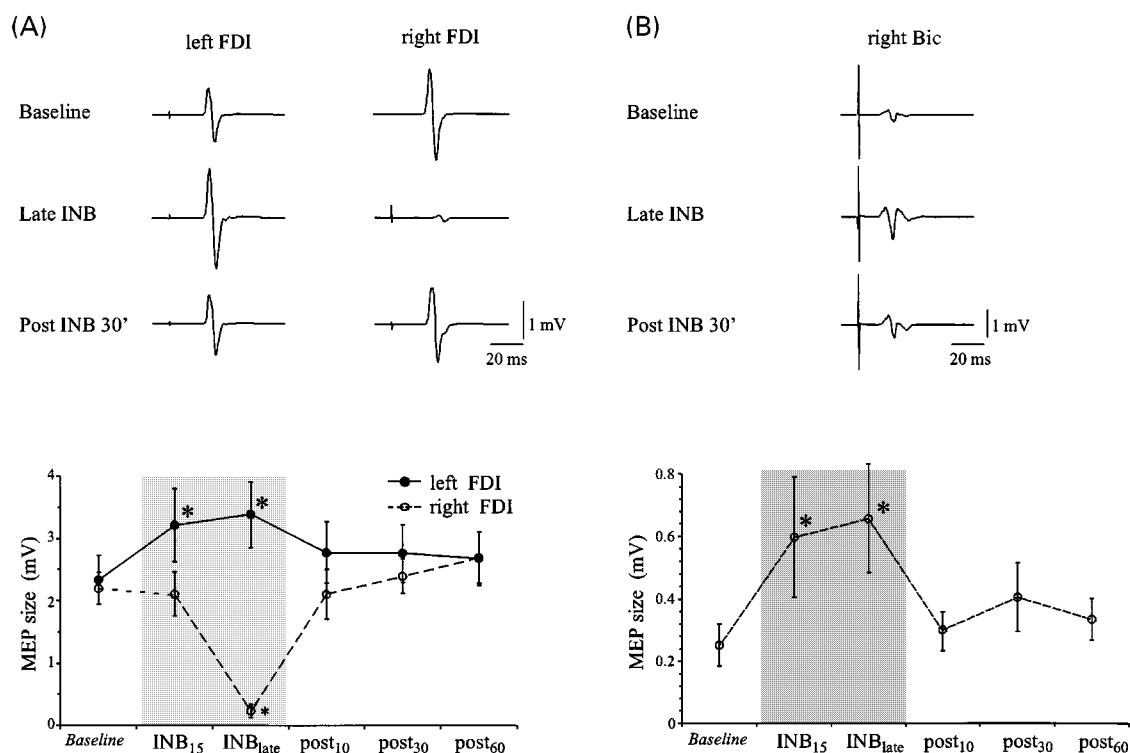 (A)
left FDI
right FDI
Baseline
Late INB
Post INB 30'
1 mV
20 ms
4
3
2
1
0
MEP size (mV)
left FDI
right FDI
*
*
*
Baseline
INB15
INBlate
post10
post30
post60
(B)
right Bic
Baseline
Late INB
Post INB 30'
1 mV
20 ms
0.8
0.6
0.4
0.2
0
MEP size (mV)
*
*
Baseline
INB15
INBlate
post10
post30
post60